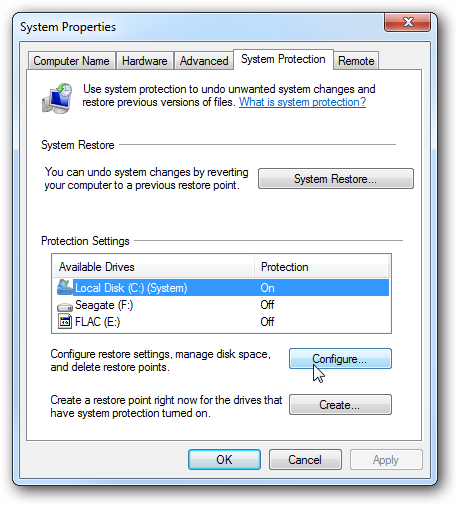 System Properties
Computer Name Hardware Advanced System Protection Remote
Use system protection to undo unwanted system changes and
restore previous versions of files. What is system protection?
System Restore
You can undo system changes by reverting
your computer to a previous restore point.
System Restore...
Protection Settings
Available Drives Protection
Local Disk (C:) (System) On
Seagate (F:) Off
FLAC (E:) Off
Configure restore settings, manage disk space,
and delete restore points.
Configure...
Create a restore point right now for the drives that
have system protection turned on.
Create...
OK Cancel Apply